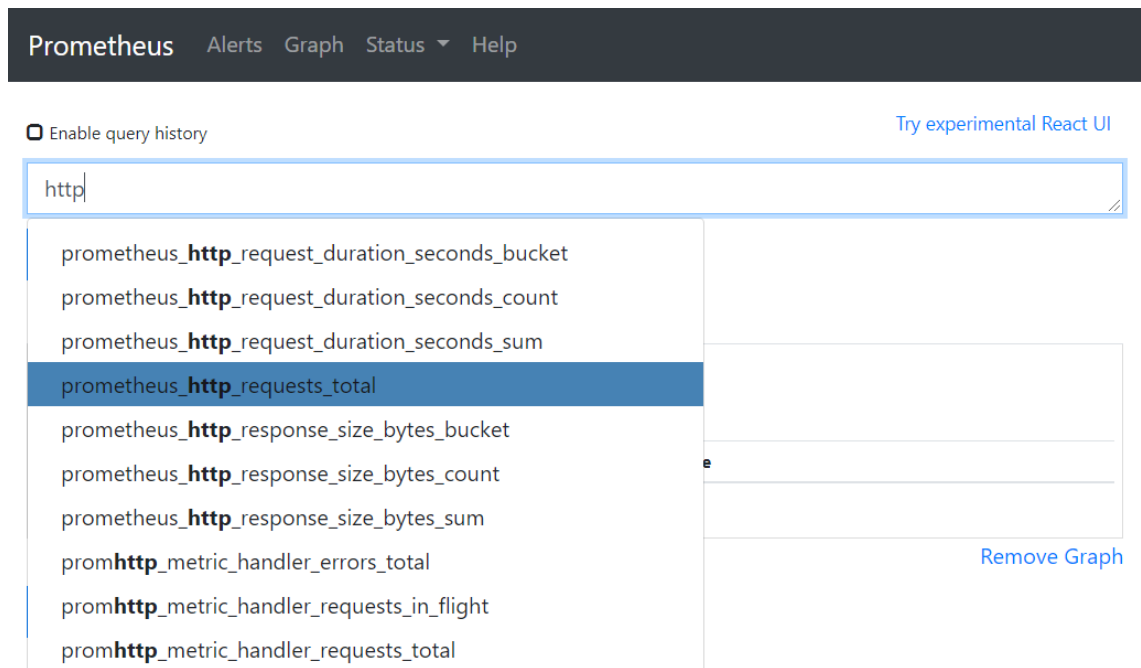 Prometheus Alerts Graph Status Help
Enable query history
Try experimental React UI
http
prometheus_http_request_duration_seconds_bucket
prometheus_http_request_duration_seconds_count
prometheus_http_request_duration_seconds_sum
prometheus_http_requests_total
prometheus_http_response_size_bytes_bucket
e
prometheus_http_response_size_bytes_count
prometheus_http_response_size_bytes_sum
promhttp_metric_handler_errors_total
Remove Graph
promhttp_metric_handler_requests_in_flight
promhttp_metric_handler_requests_total